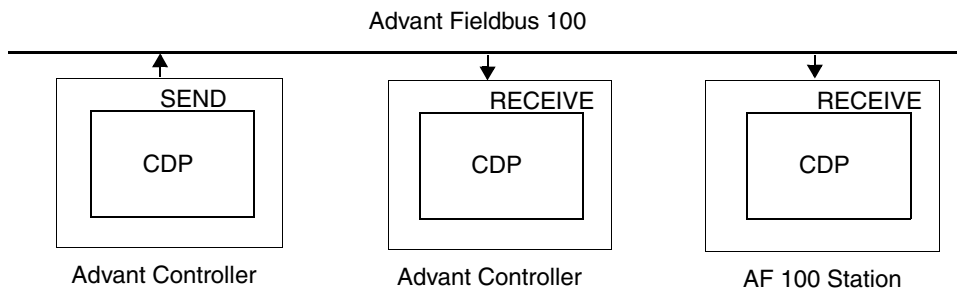 Advant Fieldbus 100
SEND
RECEIVE
RECEIVE
CDP
CDP
CDP
Advant Controller
Advant Controller
AF 100 Station